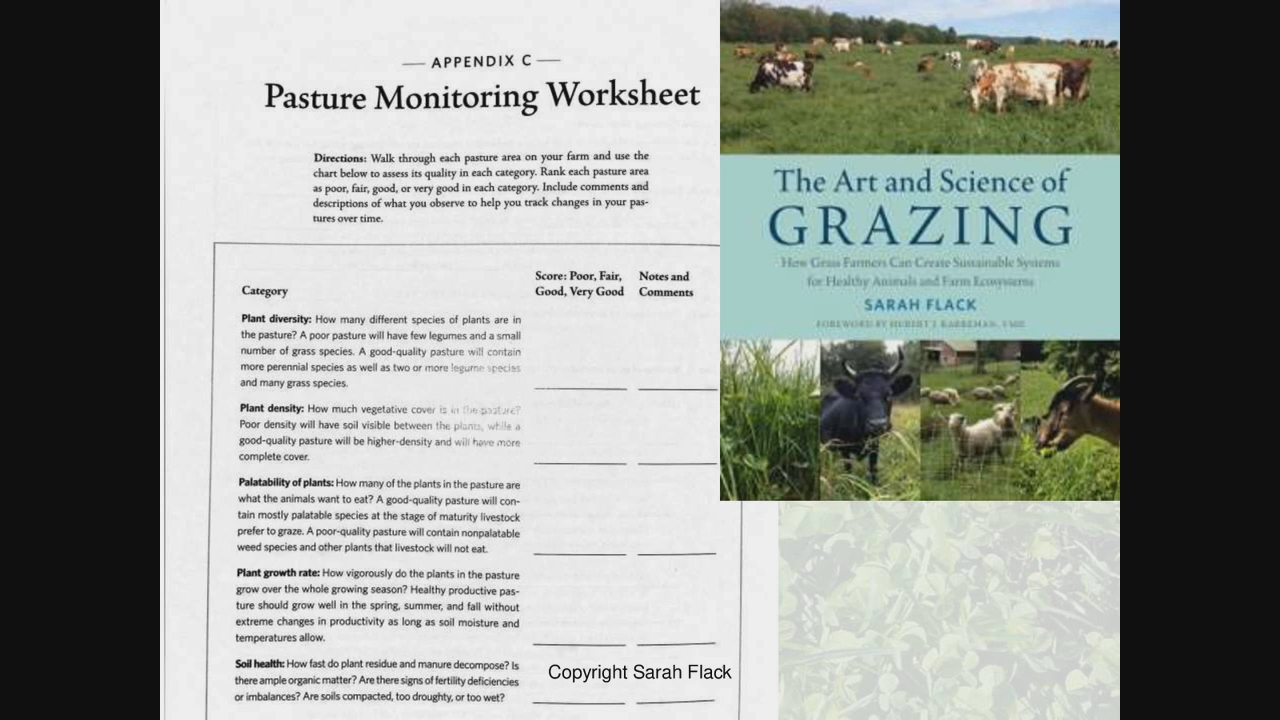 APPENDIX C
Pasture Monitoring Worksheet
Directions: Walk through each pasture area on your farm and use the
chart below to assess its quality in each category. Rank each pasture area
as poor, fair, good, or very good in each category. Include comments and
descriptions of what you observe to help you track changes in your pas-
tures over time.
Category
Score: Poor, Fair,
Good, Very Good
Notes and
Comments
Plant diversity: How many different species of plants are in
the pasture? A poor pasture will have few legumes and a small
number of grass species. A good-quality pasture will contain
more perennial species as well as two or more legume species
and many grass species.
Plant density: How much vegetative cover is in the pasture?
Poor density will have soil visible between the plants, while a
good-quality pasture will be higher-density and will have more
complete cover.
Palatability of plants: How many of the plants in the pasture are
what the animals want to eat? A good-quality pasture will con-
tain mostly palatable species at the stage of maturity livestock
prefer to graze. A poor-quality pasture will contain nonpalatable
weed species and other plants that livestock will not eat.
Plant growth rate: How vigorously do the plants in the pasture
grow over the whole growing season? Healthy productive pas-
ture should grow well in the spring, summer, and fall without
extreme changes in productivity as long as soil moisture and
temperatures allow.
Soil health: How fast do plant residue and manure decompose? Is
there ample organic matter? Are there signs of fertility deficiencies
or imbalances? Are soils compacted, too droughty, or too wet?
The Art and Science of
GRAZING
How Grass Farmers Can Create Sustainable Systems
for Healthy Animals and Farm Ecosystems
SARAH FLACK
FOREWORD BY HUBERT J. KARREMAN, VMD
Copyright Sarah Flack